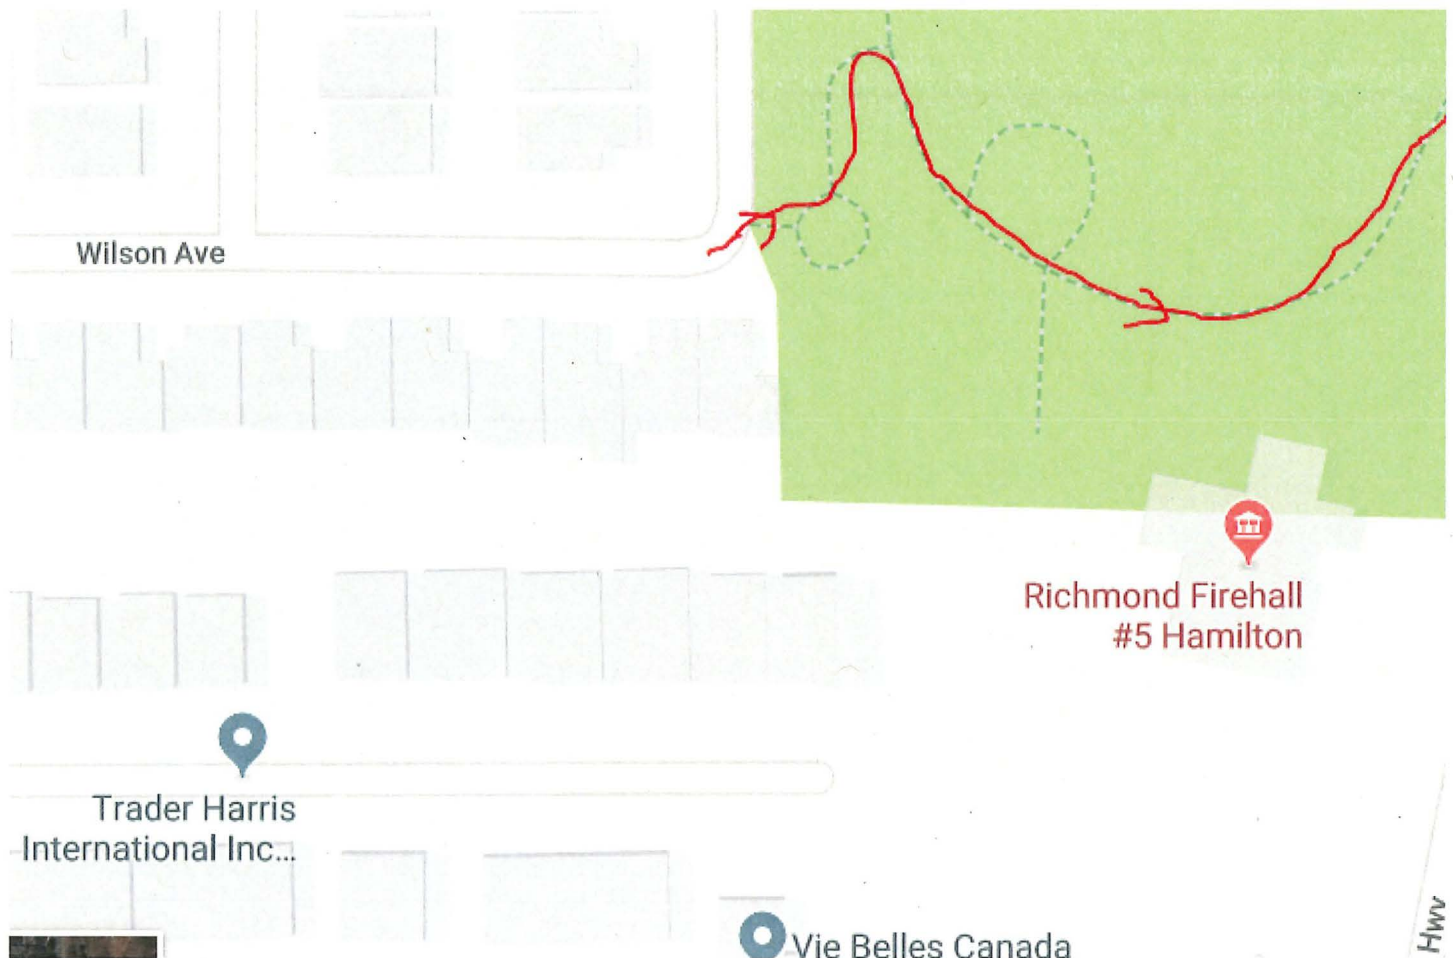 Wilson Ave
Richmond Firehall
#5 Hamilton
Trader Harris
International Inc...
Vie Belles Canada
Hwy